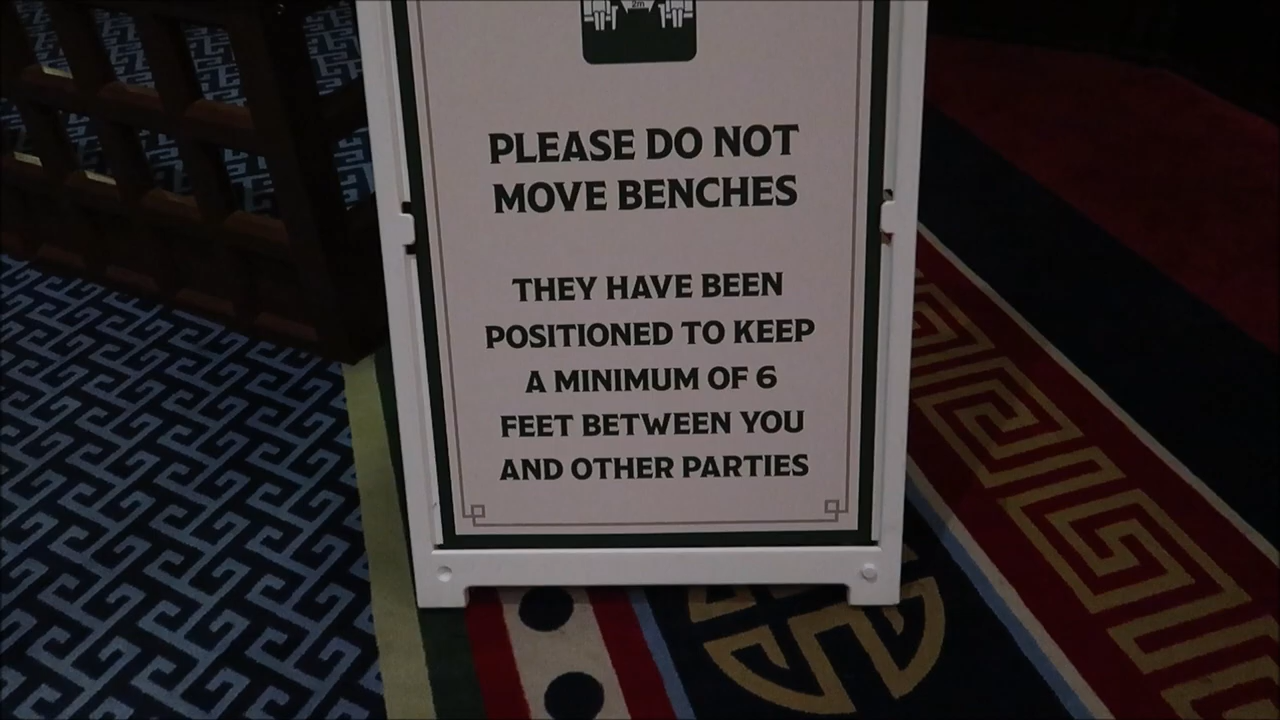 2m
PLEASE DO NOT
MOVE BENCHES
THEY HAVE BEEN
POSITIONED TO KEEP
A MINIMUM OF 6
FEET BETWEEN YOU
AND OTHER PARTIES